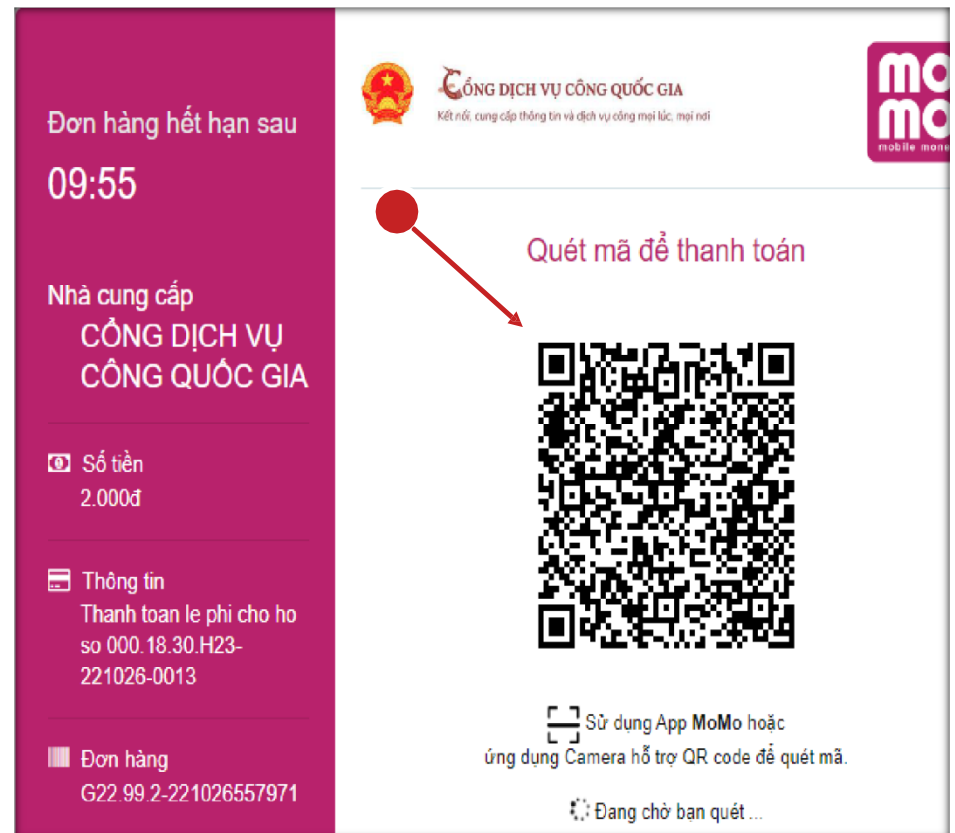 Đơn hàng hết hạn sau
09:55
Nhà cung cấp
CỔNG DỊCH VỤ
CÔNG QUỐC GIA
Số tiền
2.000đ
Thông tin
Thanh toan le phi cho ho
so 000.18.30.H23-
221026-0013
Đơn hàng
G22.99.2-221026557971
CỔNG DỊCH VỤ CÔNG QUỐC GIA
Kết nối, cung cấp thông tin và dịch vụ công mọi lúc, mọi nơi
mo
mo
mobile mone
Quét mã để thanh toán
Sử dụng App MoMo hoặc
ứng dụng Camera hỗ trợ QR code để quét mã.
Đang chờ bạn quét ...